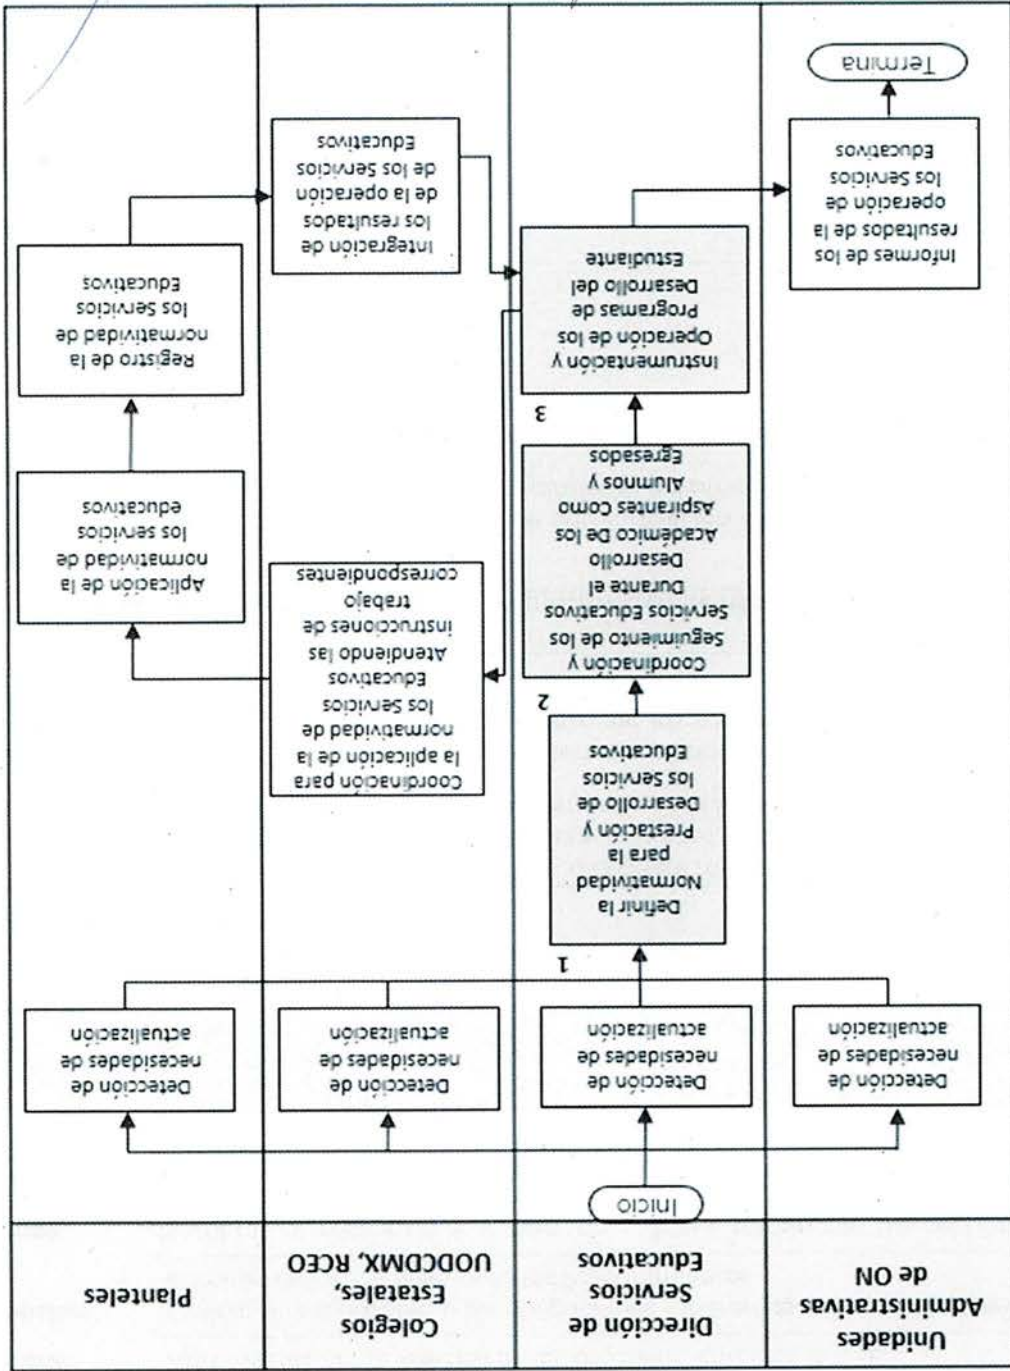 Unidades
Administrativas
de ON
Dirección de
Servicios
Educativos
Colegios
Estatales,
UODCDMX, RCEO
Planteles
Inicio
Detección de
necesidades de
actualización
Detección de
necesidades de
actualización
Detección de
necesidades de
actualización
Detección de
necesidades de
actualización
1
Definir la
Normatividad
para la
Prestación y
Desarrollo de
los Servicios
Educativos
2
Coordinación y
Seguimiento de los
Servicios Educativos
Durante el
Desarrollo
Académico De los
Aspirantes Como
Alumnos y
Egresados
3
Instrumentación y
Operación de los
Programas de
Desarrollo del
Estudiante
Coordinación para
la aplicación de la
normatividad de
los Servicios
Educativos
Atendiendo las
instrucciones de
trabajo
correspondientes
Aplicación de la
normatividad de
los servicios
educativos
Registro de la
normatividad de
los Servicios
Educativos
Integración de
los resultados
de la operación
de los Servicios
Educativos
Informes de los
resultados de la
operación de
los Servicios
Educativos
Termina